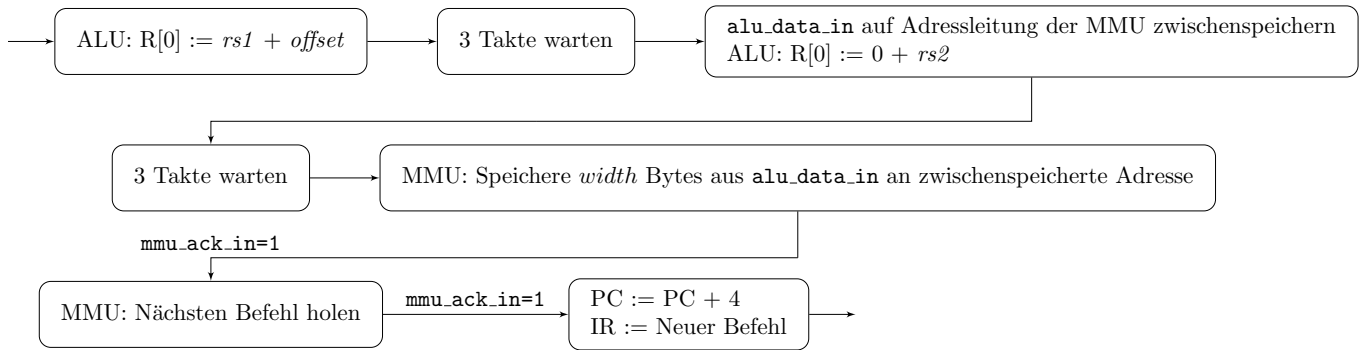 ALU: R[0] := rs1 + offset
3 Takte warten
alu_data_in auf Adressleitung der MMU zwischenspeichern
ALU: R[0] := 0 + rs2
3 Takte warten
MMU: Speichere width Bytes aus alu_data_in an zwischenspeicherte Adresse
mmu_ack_in=1
MMU: Nächsten Befehl holen
mmu_ack_in=1
PC := PC + 4
IR := Neuer Befehl